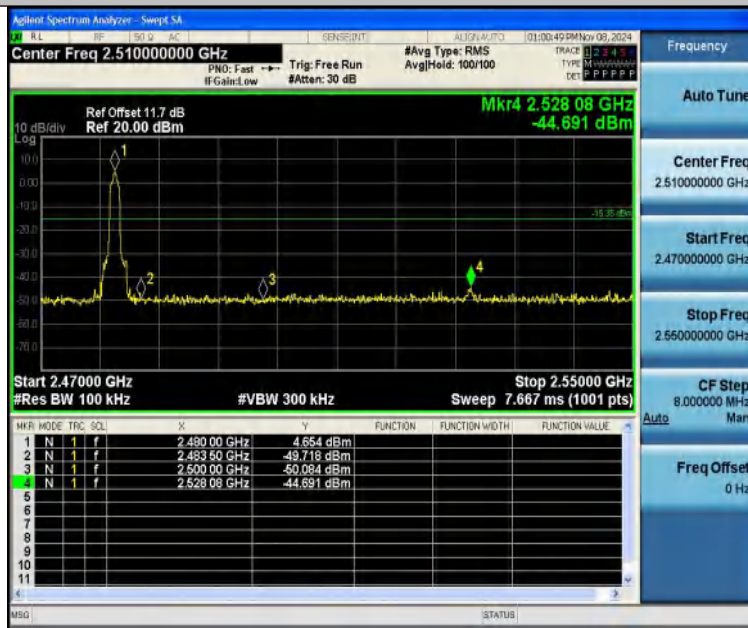 Agilent Spectrum Analyzer - Swept SA
RL RF 50 Ω AC SENSE:INT ALIGN AUTO 01:00:49 PM Nov 08, 2024
Center Freq 2.510000000 GHz #Avg Type: RMS TRACE 1 2 3 4 5 6
PNO: Fast Trig: Free Run Avg|Hold: 100/100 TYPE M
IFGain:Low #Atten: 30 dB DET P P P P P P
Frequency
Auto Tune
Center Freq
2.510000000 GHz
Start Freq
2.470000000 GHz
Stop Freq
2.550000000 GHz
CF Step
8.000000 MHz
Auto Man
Freq Offset
0 Hz
Mkr4 2.528 08 GHz
-44.691 dBm
Ref Offset 11.7 dB
10 dB/div Ref 20.00 dBm
Log
10.0
0.00
-20.0
-30.0
-40.0
-50.0
-60.0
-70.0
1
2
3
4
Start 2.47000 GHz Stop 2.55000 GHz
#Res BW 100 kHz #VBW 300 kHz Sweep 7.667 ms (1001 pts)
MKR MODE TRC SCL X Y FUNCTION FUNCTION WIDTH FUNCTION VALUE
1 N 1 f 2.480 00 GHz 4.654 dBm
2 N 1 f 2.483 50 GHz -49.718 dBm
3 N 1 f 2.500 00 GHz -50.084 dBm
4 N 1 f 2.528 08 GHz -44.691 dBm
5
6
7
8
9
10
11
MSG STATUS